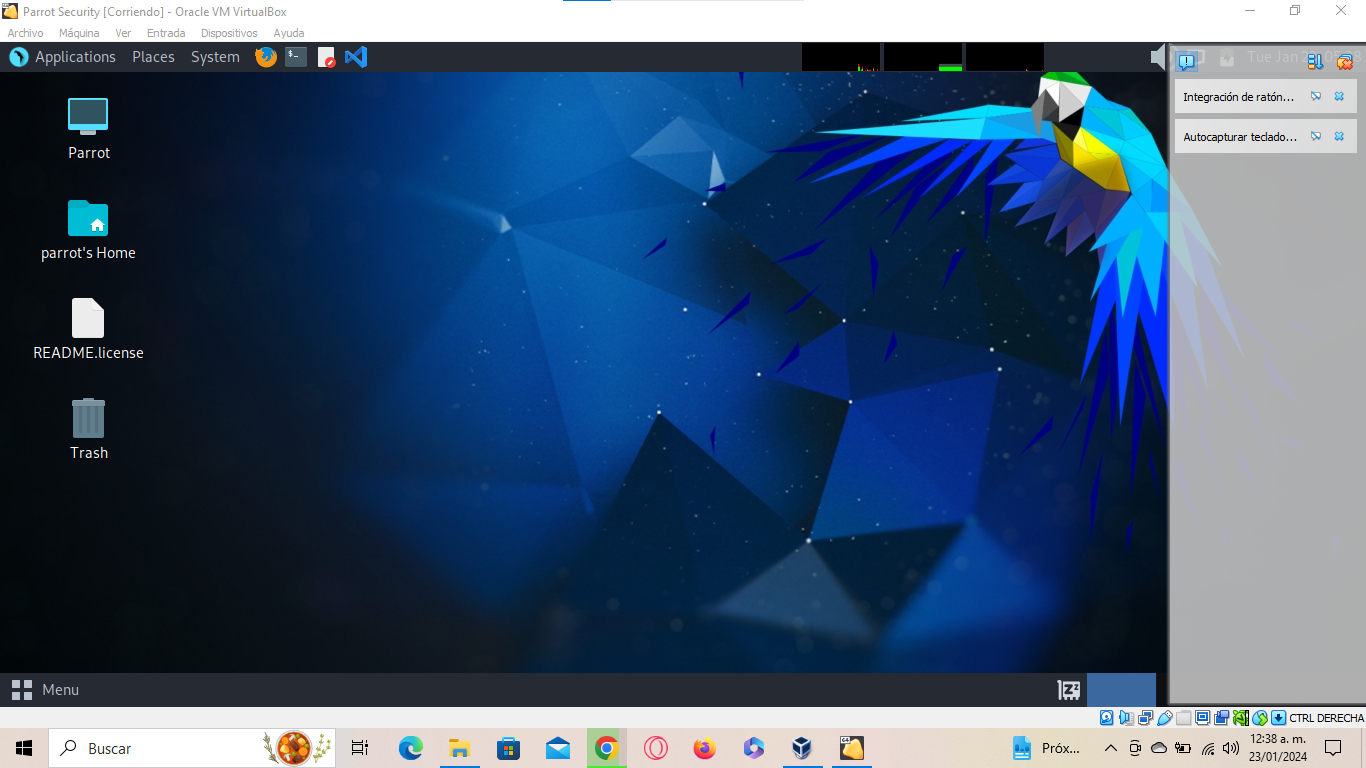 Parrot Security [Corriendo] - Oracle VM VirtualBox
Archivo Máquina Ver Entrada Dispositivos Ayuda
Applications Places System
Tue Jan 2
Integración de ratón...
Autocapturar teclado...
Parrot
parrot's Home
README.license
Trash
Menu
CTRL DERECHA
Buscar
Próx...
12:38 a. m.
23/01/2024